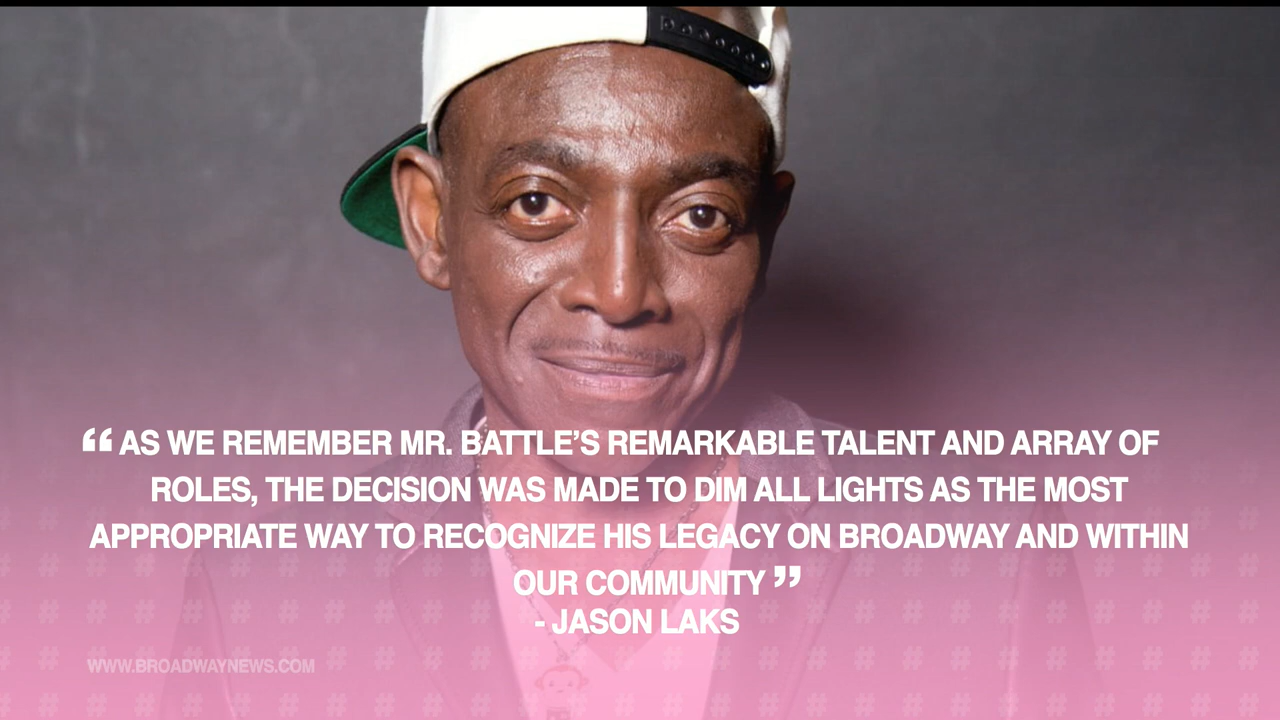 “ AS WE REMEMBER MR. BATTLE’S REMARKABLE TALENT AND ARRAY OF
ROLES, THE DECISION WAS MADE TO DIM ALL LIGHTS AS THE MOST
APPROPRIATE WAY TO RECOGNIZE HIS LEGACY ON BROADWAY AND WITHIN
OUR COMMUNITY ”
- JASON LAKS
WWW.BROADWAYNEWS.COM